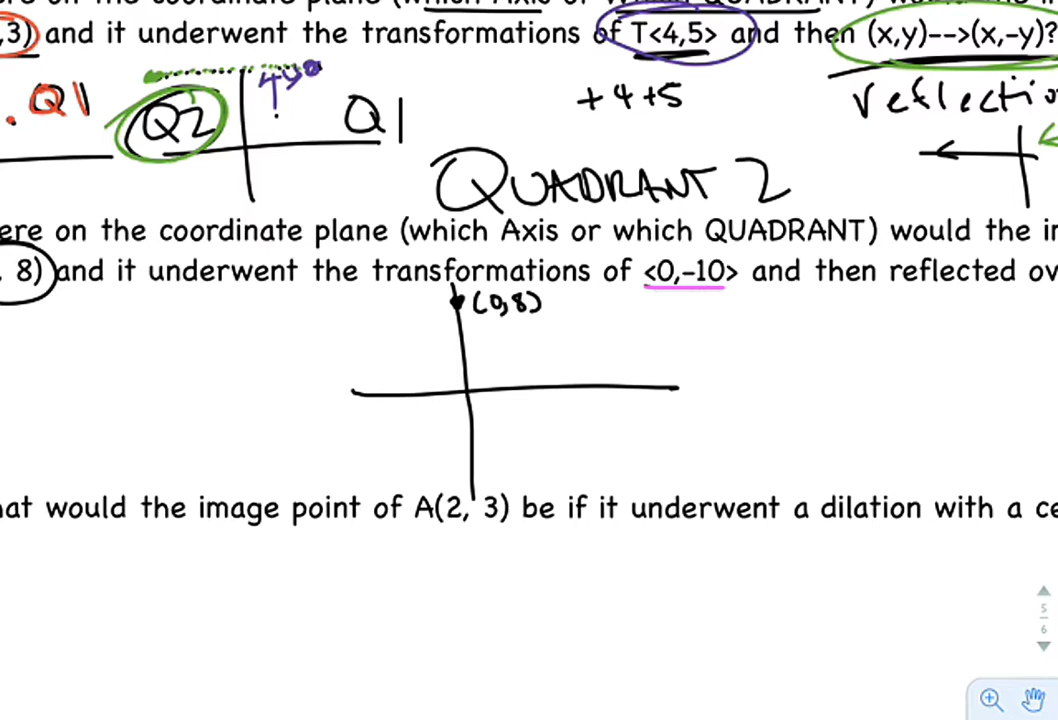 ,3) and it underwent the transformations of T<4,5> and then (x,y)-->(x,-y)?
. Q1 Q2 Q1 +4 +5
QUADRANT 2
ere on the coordinate plane (which Axis or which QUADRANT) would the i
8) and it underwent the transformations of <0,-10> and then reflected ov
(0,8)
hat would the image point of A(2, 3) be if it underwent a dilation with a ce
5
6